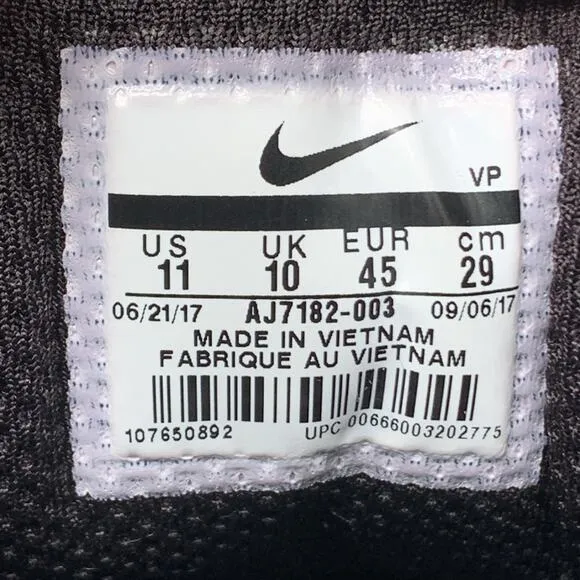 VP
US UK EUR cm
11 10 45 29
06/21/17 AJ7182-003 09/06/17
MADE IN VIETNAM
FABRIQUE AU VIETNAM
107650892 UPC 00666003202775